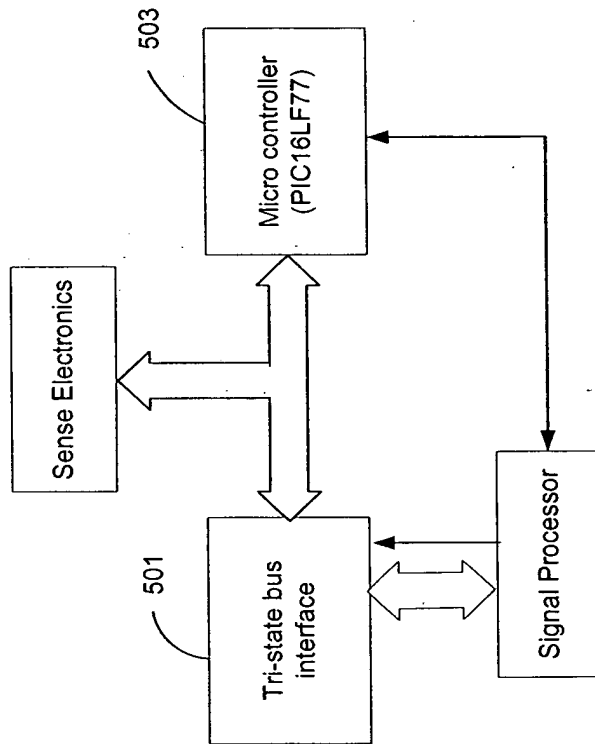 Sense Electronics
501
503
Tri-state bus
interface
Micro controller
(PIC16LF77)
Signal Processor